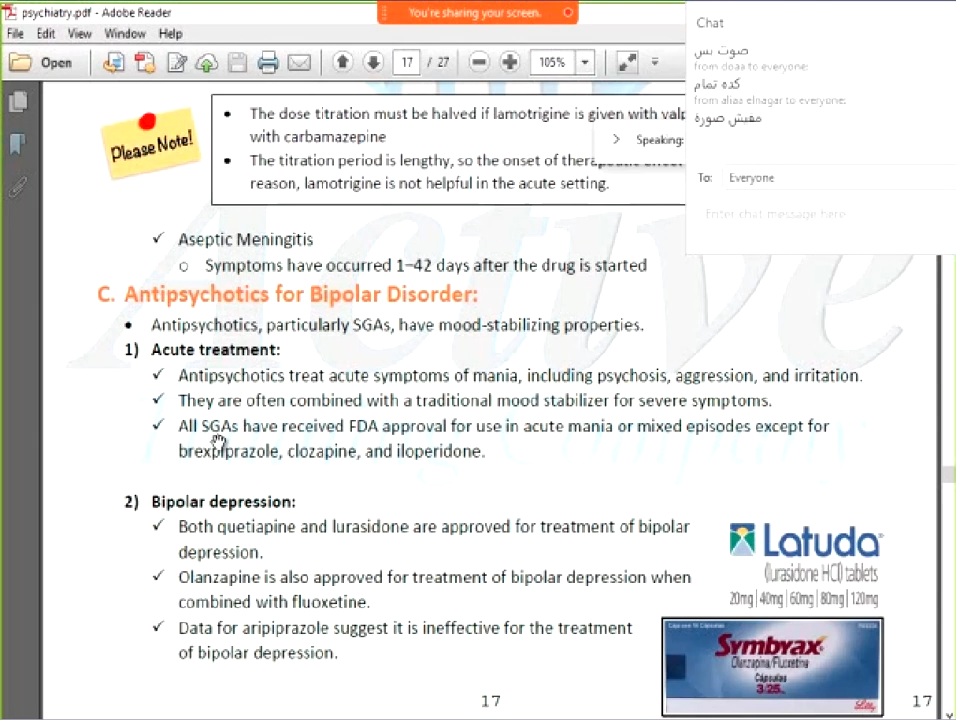 psychiatry.pdf - Adobe Reader
You're sharing your screen.
File Edit View Window Help
Open 17 / 27 105%
Please Note!
• The dose titration must be halved if lamotrigine is given with valp
with carbamazepine
• The titration period is lengthy, so the onset of therapeutic effect
reason, lamotrigine is not helpful in the acute setting.
Speaking:
Chat
صوت بس
from doaa to everyone:
كده تمام
from aliaa elnagar to everyone:
مفيش صورة
To: Everyone
Enter chat message here
✓ Aseptic Meningitis
o Symptoms have occurred 1–42 days after the drug is started
C. Antipsychotics for Bipolar Disorder:
• Antipsychotics, particularly SGAs, have mood-stabilizing properties.
1) Acute treatment:
✓ Antipsychotics treat acute symptoms of mania, including psychosis, aggression, and irritation.
✓ They are often combined with a traditional mood stabilizer for severe symptoms.
✓ All SGAs have received FDA approval for use in acute mania or mixed episodes except for
brexpiprazole, clozapine, and iloperidone.
2) Bipolar depression:
✓ Both quetiapine and lurasidone are approved for treatment of bipolar
depression.
✓ Olanzapine is also approved for treatment of bipolar depression when
combined with fluoxetine.
✓ Data for aripiprazole suggest it is ineffective for the treatment
of bipolar depression.
Latuda
(lurasidone HCl) tablets
20mg | 40mg | 60mg | 80mg | 120mg
Symbyax
Olanzapina/Fluoxetina
Cápsulas
3/25
Lilly
17
17